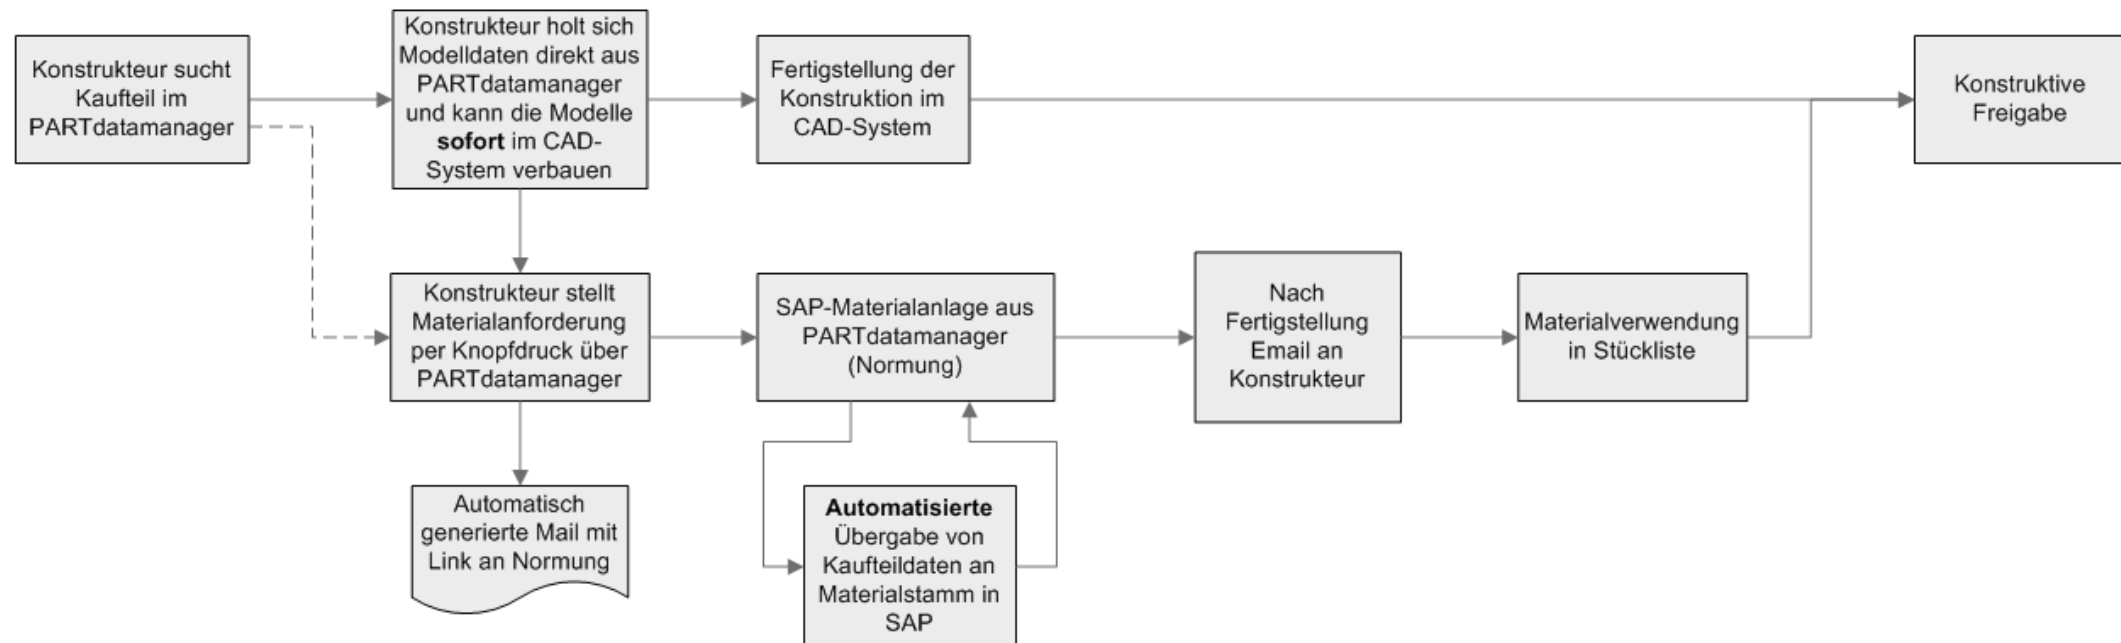 Konstrukteur sucht
Kaufteil im
PARTdatamanager
Konstrukteur holt sich
Modelldaten direkt aus
PARTdatamanager
und kann die Modelle
sofort im CAD-
System verbauen
Fertigstellung der
Konstruktion im
CAD-System
Konstruktive
Freigabe
Konstrukteur stellt
Materialanforderung
per Knopfdruck über
PARTdatamanager
SAP-Materialanlage aus
PARTdatamanager
(Normung)
Nach
Fertigstellung
Email an
Konstrukteur
Materialverwendung
in Stückliste
Automatisch
generierte Mail mit
Link an Normung
Automatisierte
Übergabe von
Kaufteildaten an
Materialstamm in
SAP